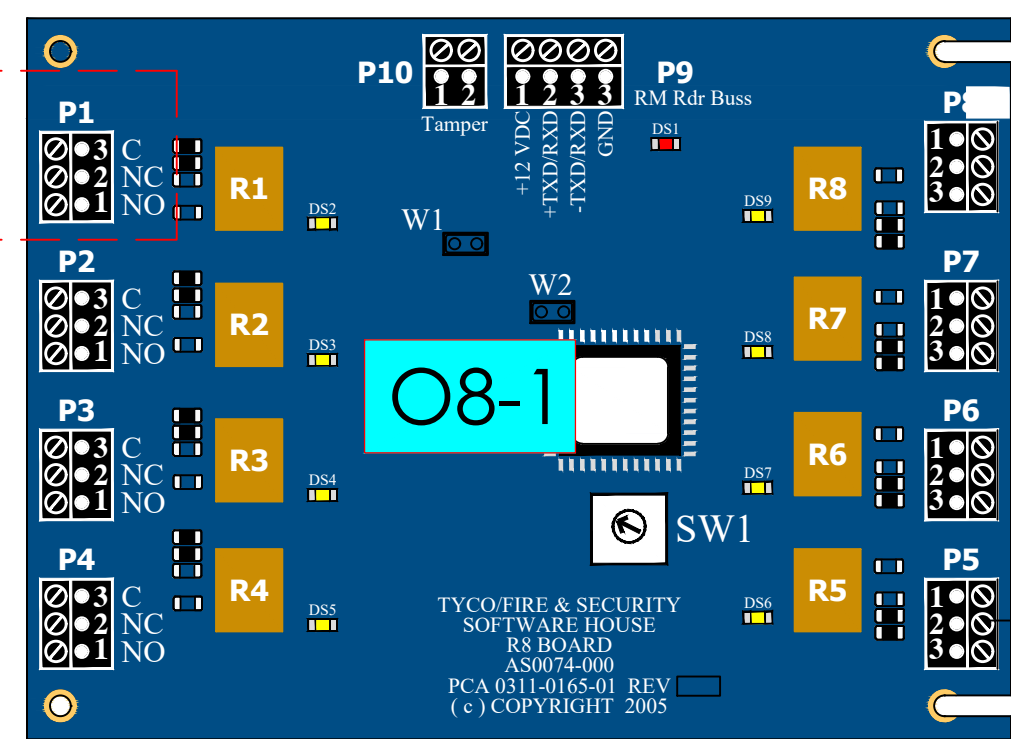 P10
1 2
Tamper
P9
1 2 3 3
RM Rdr Buss
+12 VDC
+TXD/RXD
-TXD/RXD
GND
DS1
P1
3 C
2 NC
1 NO
R1
DS2
W1
P2
3 C
2 NC
1 NO
R2
DS3
W2
P3
3 C
2 NC
1 NO
R3
DS4
P4
3 C
2 NC
1 NO
R4
DS5
O8-1
SW1
TYCO/FIRE & SECURITY
SOFTWARE HOUSE
R8 BOARD
AS0074-000
PCA 0311-0165-01 REV
( c ) COPYRIGHT 2005
DS9
R8
1
2
3
DS8
R7
P7
1
2
3
DS7
R6
P6
1
2
3
DS6
R5
P5
1
2
3